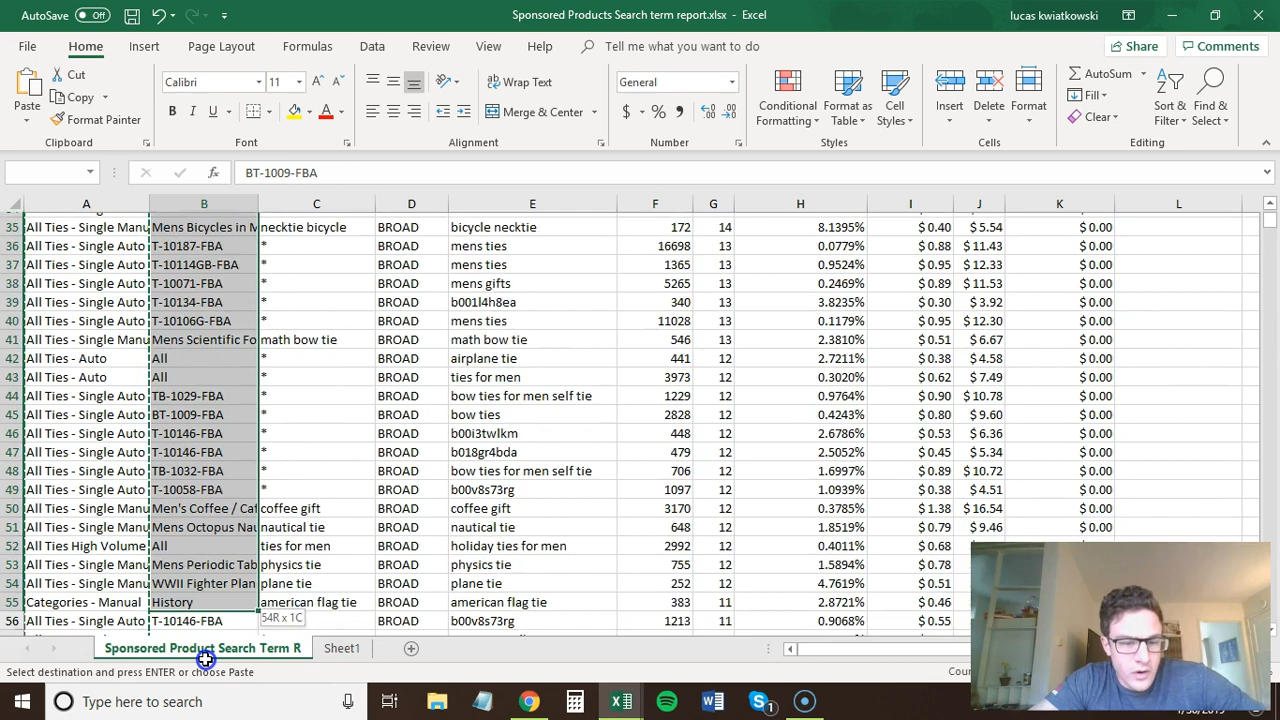 AutoSave Off Sponsored Products Search term report.xlsx - Excel lucas kwiatkowski
File Home Insert Page Layout Formulas Data Review View Help Tell me what you want to do Share Comments
Paste Cut Copy Format Painter Clipboard
Calibri 11 B I U A Font
Wrap Text Merge & Center Alignment
General $ % Number
Conditional Formatting Format as Table Cell Styles Styles
Insert Delete Format Cells
AutoSum Fill Clear Sort & Filter Find & Select Editing
fx BT-1009-FBA
A B C D E F G H I J K L
35 All Ties - Single Manu Mens Bicycles in M necktie bicycle BROAD bicycle necktie 172 14 8.1395% $ 0.40 $ 5.54 $ 0.00
36 All Ties - Single Auto T-10187-FBA * BROAD mens ties 16698 13 0.0779% $ 0.88 $ 11.43 $ 0.00
37 All Ties - Single Auto T-10114GB-FBA * BROAD mens ties 1365 13 0.9524% $ 0.95 $ 12.33 $ 0.00
38 All Ties - Single Auto T-10071-FBA * BROAD mens gifts 5265 13 0.2469% $ 0.89 $ 11.53 $ 0.00
39 All Ties - Single Auto T-10134-FBA * BROAD b001l4h8ea 340 13 3.8235% $ 0.30 $ 3.92 $ 0.00
40 All Ties - Single Auto T-10106G-FBA * BROAD mens ties 11028 13 0.1179% $ 0.95 $ 12.30 $ 0.00
41 All Ties - Single Manu Mens Scientific Fo math bow tie BROAD math bow tie 546 13 2.3810% $ 0.51 $ 6.67 $ 0.00
42 All Ties - Auto All * BROAD airplane tie 441 12 2.7211% $ 0.38 $ 4.58 $ 0.00
43 All Ties - Auto All * BROAD ties for men 3973 12 0.3020% $ 0.62 $ 7.49 $ 0.00
44 All Ties - Single Auto TB-1029-FBA * BROAD bow ties for men self tie 1229 12 0.9764% $ 0.90 $ 10.78 $ 0.00
45 All Ties - Single Auto BT-1009-FBA * BROAD bow ties 2828 12 0.4243% $ 0.80 $ 9.60 $ 0.00
46 All Ties - Single Auto T-10146-FBA * BROAD b00i3twlkm 448 12 2.6786% $ 0.53 $ 6.36 $ 0.00
47 All Ties - Single Auto T-10146-FBA * BROAD b018gr4bda 479 12 2.5052% $ 0.45 $ 5.34 $ 0.00
48 All Ties - Single Auto TB-1032-FBA * BROAD bow ties for men self tie 706 12 1.6997% $ 0.89 $ 10.72 $ 0.00
49 All Ties - Single Auto T-10058-FBA * BROAD b00v8s73rg 1097 12 1.0939% $ 0.38 $ 4.51 $ 0.00
50 All Ties - Single Manu Men's Coffee / Caf coffee gift BROAD coffee gift 3170 12 0.3785% $ 1.38 $ 16.54 $ 0.00
51 All Ties - Single Manu Mens Octopus Nau nautical tie BROAD nautical tie 648 12 1.8519% $ 0.79 $ 9.46 $ 0.00
52 All Ties High Volume All ties for men BROAD holiday ties for men 2992 12 0.4011% $ 0.68
53 All Ties - Single Manu Mens Periodic Tab physics tie BROAD physics tie 755 12 1.5894% $ 0.78
54 All Ties - Single Manu WWII Fighter Plan plane tie BROAD plane tie 252 12 4.7619% $ 0.51
55 Categories - Manual History american flag tie BROAD american flag tie 383 11 2.8721% $ 0.46
54R x 1C
56 All Ties - Single Auto T-10146-FBA BROAD b00v8s73rg 1213 11 0.9068% $ 0.55
Sponsored Product Search Term R Sheet1
Select destination and press ENTER or choose Paste
Type here to search